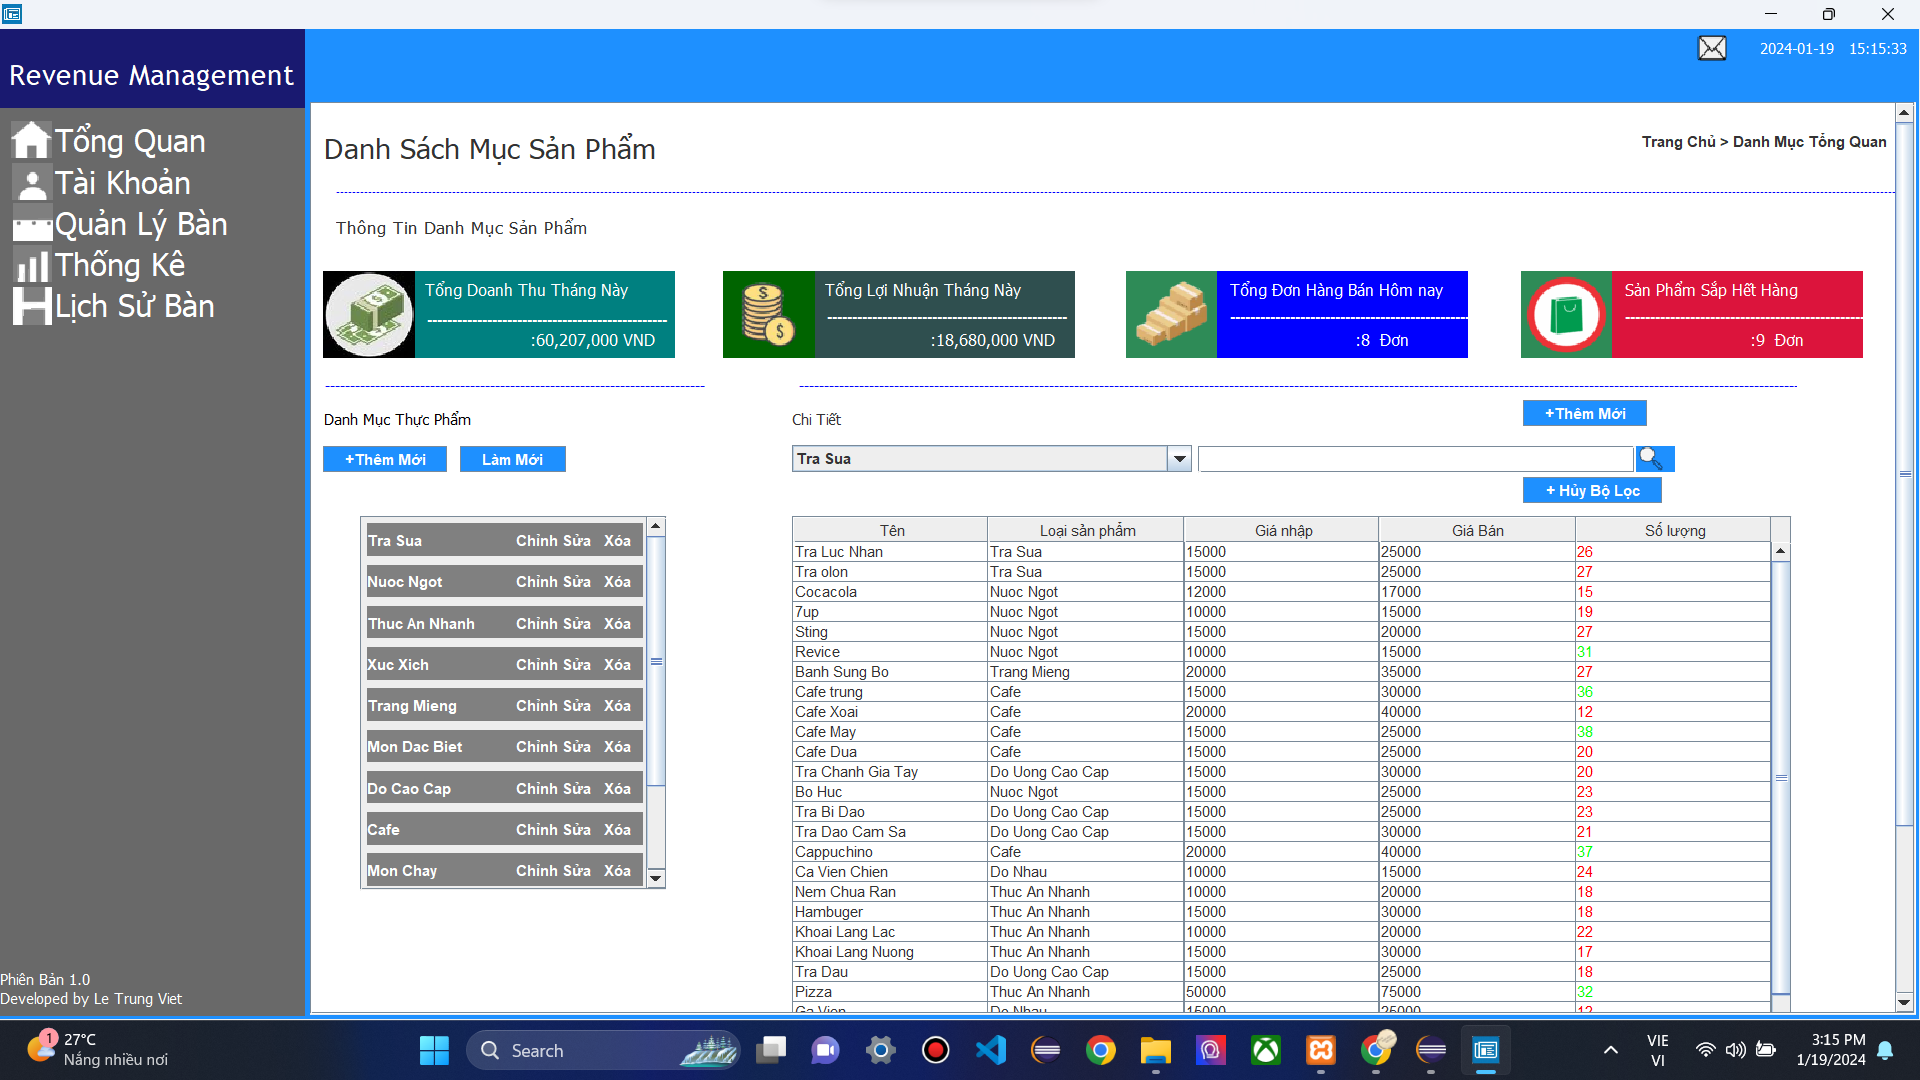 2024-01-19 15:15:33
Revenue Management
Tổng Quan
Tài Khoản
Quản Lý Bàn
Thống Kê
Lịch Sử Bàn
Phiên Bản 1.0
Developed by Le Trung Viet
Danh Sách Mục Sản Phẩm
Trang Chủ > Danh Mục Tổng Quan
Thông Tin Danh Mục Sản Phẩm
Tổng Doanh Thu Tháng Này
:60,207,000 VND
Tổng Lợi Nhuận Tháng Này
:18,680,000 VND
Tổng Đơn Hàng Bán Hôm nay
:8 Đơn
Sản Phẩm Sắp Hết Hàng
:9 Đơn
Danh Mục Thực Phẩm
+Thêm Mới Làm Mới
Tra Sua Chỉnh Sửa Xóa
Nuoc Ngot Chỉnh Sửa Xóa
Thuc An Nhanh Chỉnh Sửa Xóa
Xuc Xich Chỉnh Sửa Xóa
Trang Mieng Chỉnh Sửa Xóa
Mon Dac Biet Chỉnh Sửa Xóa
Do Cao Cap Chỉnh Sửa Xóa
Cafe Chỉnh Sửa Xóa
Mon Chay Chỉnh Sửa Xóa
Chi Tiết
+Thêm Mới
Tra Sua
+ Hủy Bộ Lọc
Tên Loại sản phẩm Giá nhập Giá Bán Số lượng
Tra Luc Nhan Tra Sua 15000 25000 26
Tra olon Tra Sua 15000 25000 27
Cocacola Nuoc Ngot 12000 17000 15
7up Nuoc Ngot 10000 15000 19
Sting Nuoc Ngot 15000 20000 27
Revice Nuoc Ngot 10000 15000 31
Banh Sung Bo Trang Mieng 20000 35000 27
Cafe trung Cafe 15000 30000 36
Cafe Xoai Cafe 20000 40000 12
Cafe May Cafe 15000 25000 38
Cafe Dua Cafe 15000 25000 20
Tra Chanh Gia Tay Do Uong Cao Cap 15000 30000 20
Bo Huc Nuoc Ngot 15000 25000 23
Tra Bi Dao Do Uong Cao Cap 15000 25000 23
Tra Dao Cam Sa Do Uong Cao Cap 15000 30000 21
Cappuchino Cafe 20000 40000 37
Ca Vien Chien Do Nhau 10000 15000 24
Nem Chua Ran Thuc An Nhanh 10000 20000 18
Hambuger Thuc An Nhanh 15000 30000 18
Khoai Lang Lac Thuc An Nhanh 10000 20000 22
Khoai Lang Nuong Thuc An Nhanh 15000 30000 17
Tra Dau Do Uong Cao Cap 15000 25000 18
Pizza Thuc An Nhanh 50000 75000 32
Ga Vien Do Nhau 15000 25000 12
1
27°C
Nắng nhiều nơi
Search
VIE
VI
3:15 PM
1/19/2024